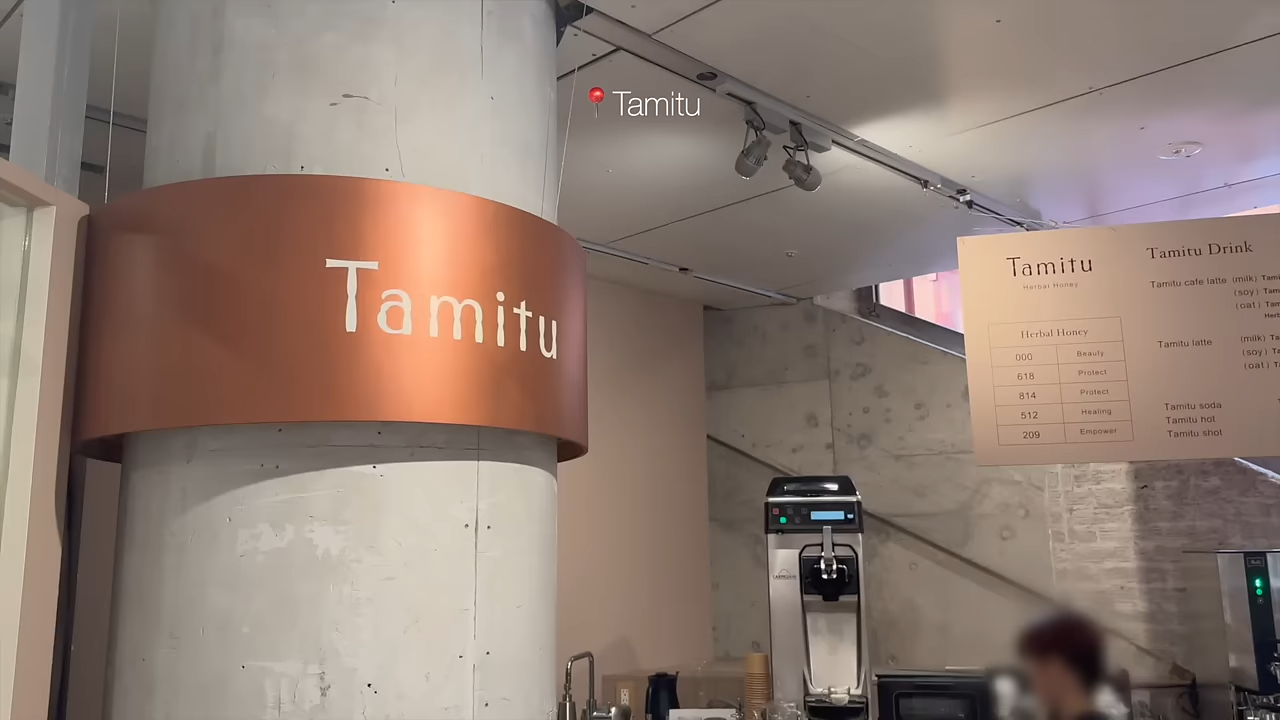 📍Tamitu
Tamitu
Tamitu
Herbal Honey
Herbal Honey
000 Beauty
618 Protect
814 Protect
512 Healing
209 Empower
Tamitu Drink
Tamitu cafe latte (milk)
(soy)
(oat)
Tamitu latte (milk)
(soy)
(oat)
Tamitu soda
Tamitu hot
Tamitu shot